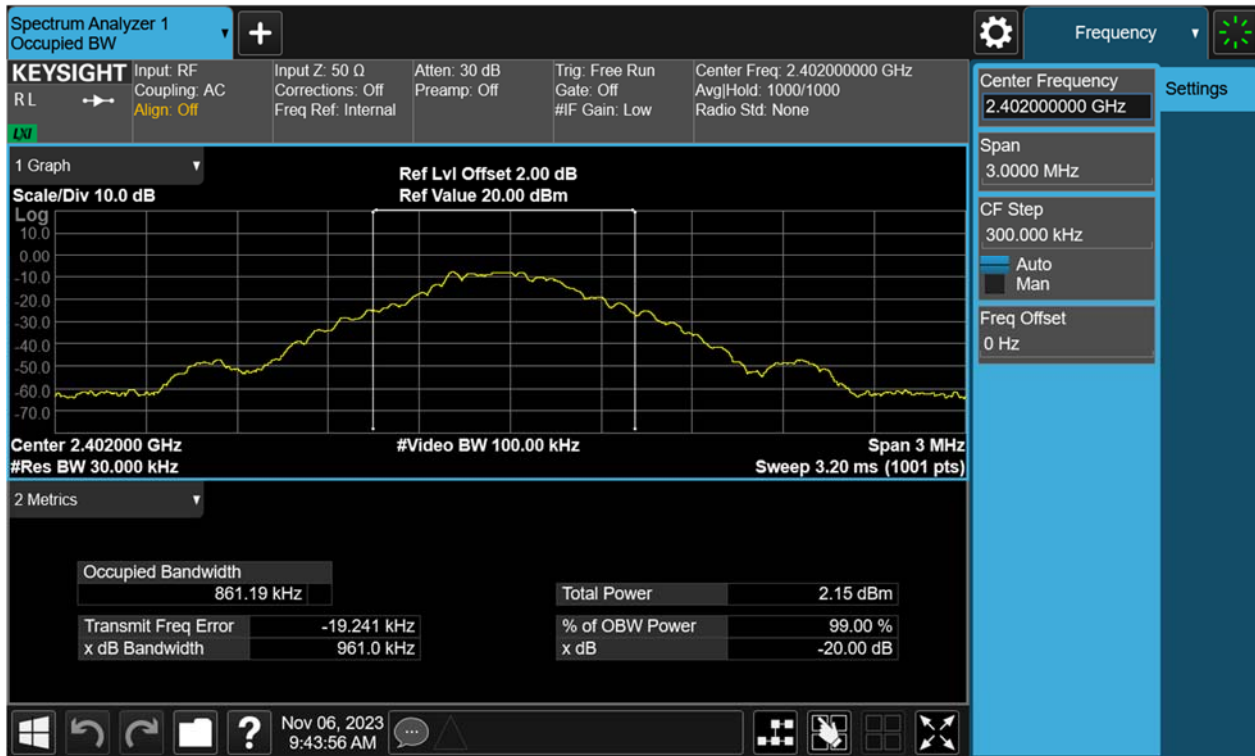 Spectrum Analyzer 1
Occupied BW
+
Frequency
KEYSIGHT
R L
LXI
Input: RF
Coupling: AC
Align: Off
Input Z: 50 Ω
Corrections: Off
Freq Ref: Internal
Atten: 30 dB
Preamp: Off
Trig: Free Run
Gate: Off
#IF Gain: Low
Center Freq: 2.402000000 GHz
Avg|Hold: 1000/1000
Radio Std: None
Center Frequency
2.402000000 GHz
Settings
Span
3.0000 MHz
CF Step
300.000 kHz
Auto
Man
Freq Offset
0 Hz
1 Graph
Scale/Div 10.0 dB
Ref Lvl Offset 2.00 dB
Ref Value 20.00 dBm
Log
10.0
0.00
-10.0
-20.0
-30.0
-40.0
-50.0
-60.0
-70.0
Center 2.402000 GHz
#Video BW 100.00 kHz
Span 3 MHz
#Res BW 30.000 kHz
Sweep 3.20 ms (1001 pts)
2 Metrics
Occupied Bandwidth
861.19 kHz
Total Power 2.15 dBm
Transmit Freq Error -19.241 kHz
% of OBW Power 99.00 %
x dB Bandwidth 961.0 kHz
x dB -20.00 dB
?
Nov 06, 2023
9:43:56 AM